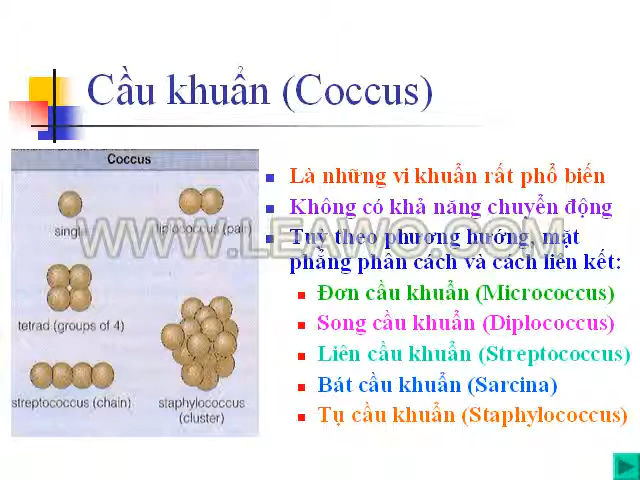 Cầu khuẩn (Coccus)
Coccus
single
diplococcus (pair)
tetrad (groups of 4)
streptococcus (chain)
staphylococcus
(cluster)
Là những vi khuẩn rất phổ biến
Không có khả năng chuyển động
Tuỳ theo phương hướng, mặt
phẳng phân cách và cách liên kết:
Đơn cầu khuẩn (Micrococcus)
Song cầu khuẩn (Diplococcus)
Liên cầu khuẩn (Streptococcus)
Bát cầu khuẩn (Sarcina)
Tụ cầu khuẩn (Staphylococcus)
WWW.LEAWO.COM